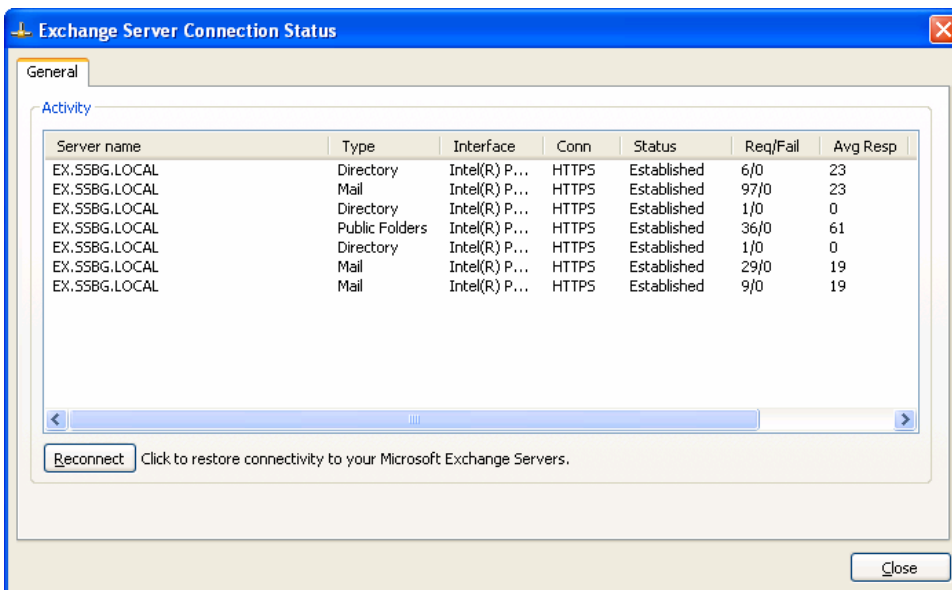 Exchange Server Connection Status
General
Activity
Server name Type Interface Conn Status Req/Fail Avg Resp
EX.SSBG.LOCAL Directory Intel(R) P... HTTPS Established 6/0 23
EX.SSBG.LOCAL Mail Intel(R) P... HTTPS Established 97/0 23
EX.SSBG.LOCAL Directory Intel(R) P... HTTPS Established 1/0 0
EX.SSBG.LOCAL Public Folders Intel(R) P... HTTPS Established 36/0 61
EX.SSBG.LOCAL Directory Intel(R) P... HTTPS Established 1/0 0
EX.SSBG.LOCAL Mail Intel(R) P... HTTPS Established 29/0 19
EX.SSBG.LOCAL Mail Intel(R) P... HTTPS Established 9/0 19
Reconnect Click to restore connectivity to your Microsoft Exchange Servers.
Close